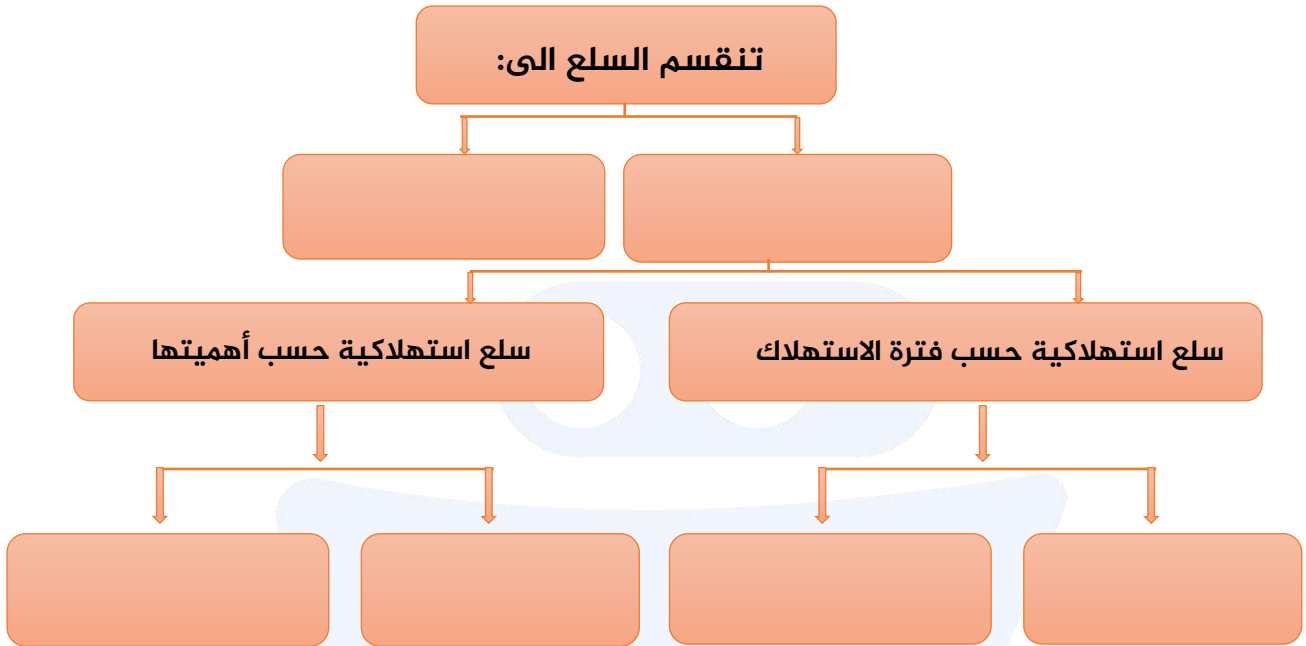 تنقسم السلع الى:
سلع استهلاكية حسب فترة الاستهلاك
سلع استهلاكية حسب أهميتها